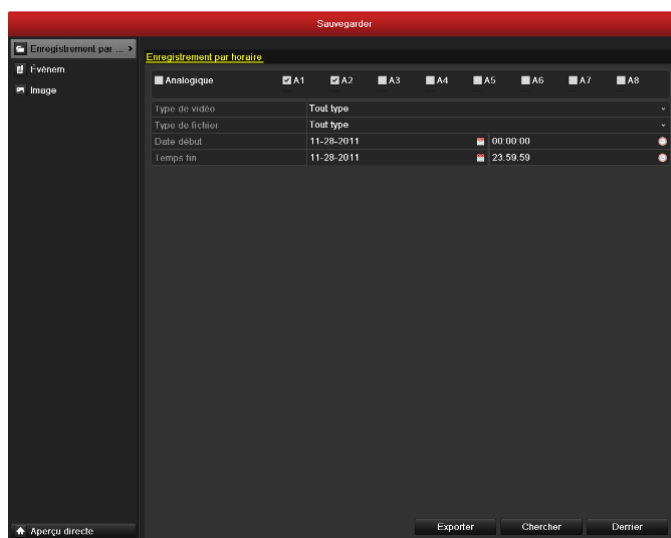 Sauvegarder
Enregistrement par ... >
Événem
Image
Enregistrement par horaire
Analogique A1 A2 A3 A4 A5 A6 A7 A8
Type de vidéo Tout type
Type de fichier Tout type
Date début 11-28-2011 00:00:00
Temps fin 11-28-2011 23:59:59
Exporter Chercher Derrier
Aperçu directe